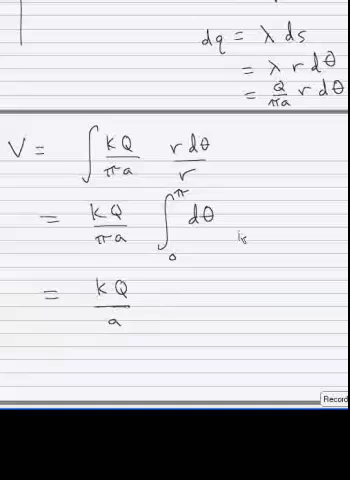 dq = λ ds
= λ r dθ
= Q/πa r dθ
V = ∫ kQ/πa r dθ/r
= kQ/πa ∫₀^π dθ
= kQ/a
Record